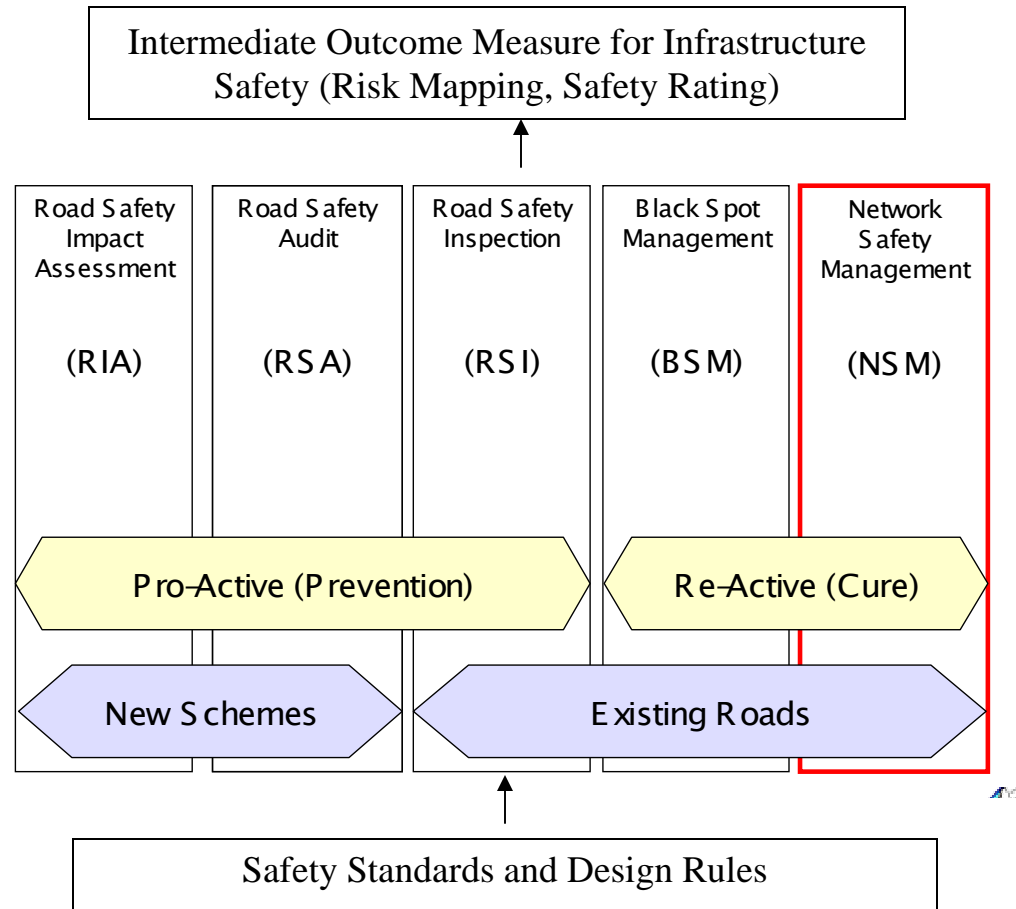 Intermediate Outcome Measure for Infrastructure
Safety (Risk Mapping, Safety Rating)
Road Safety
Impact
Assessment
(RIA)
Road Safety
Audit
(RSA)
Road Safety
Inspection
(RSI)
Black Spot
Management
(BSM)
Network
Safety
Management
(NSM)
Pro-Active (Prevention)
Re-Active (Cure)
New Schemes
Existing Roads
Safety Standards and Design Rules